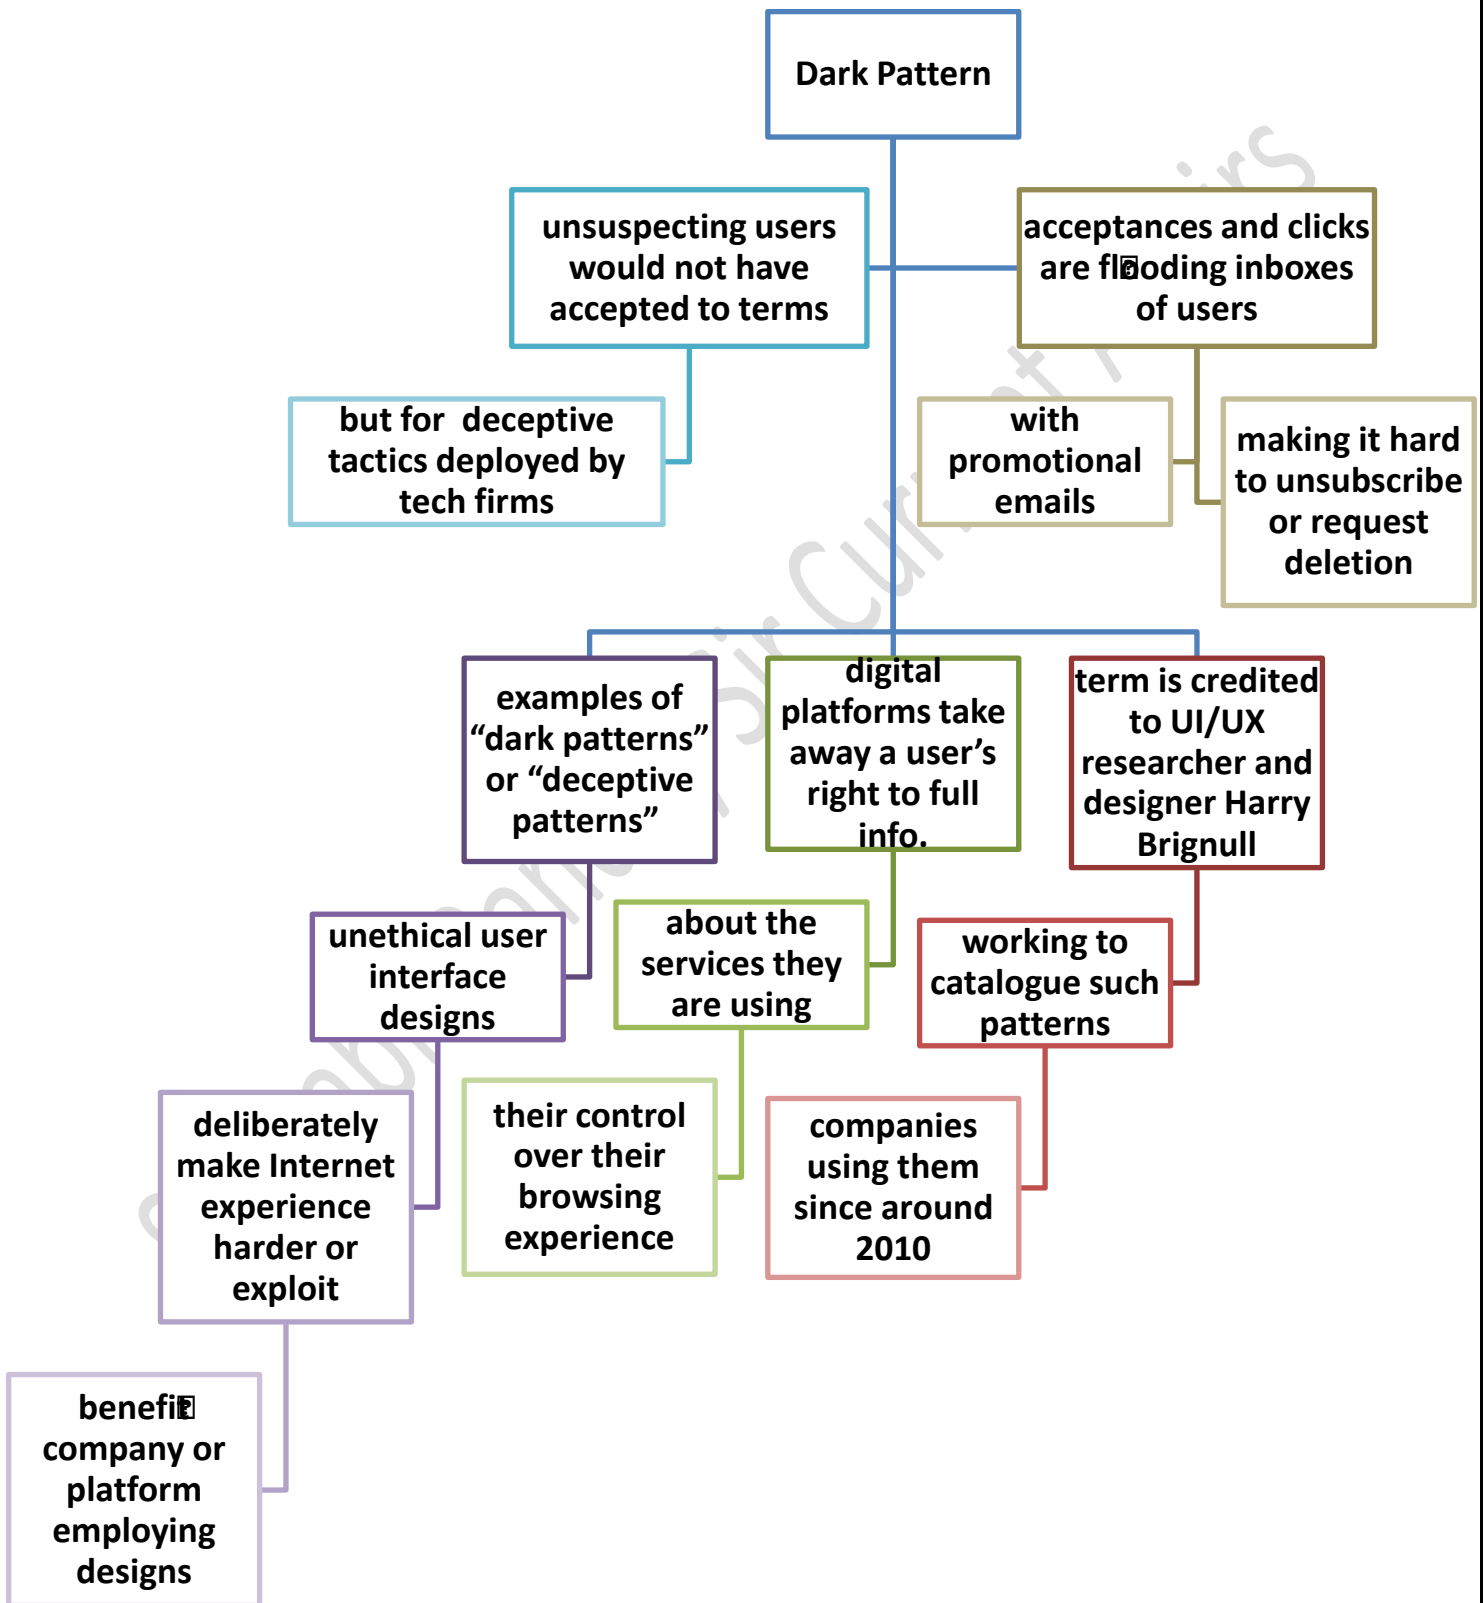 Dark Pattern
unsuspecting users
would not have
accepted to terms
acceptances and clicks
are flooding inboxes
of users
but for deceptive
tactics deployed by
tech firms
with
promotional
emails
making it hard
to unsubscribe
or request
deletion
examples of
“dark patterns”
or “deceptive
patterns”
digital
platforms take
away a user’s
right to full
info.
term is credited
to UI/UX
researcher and
designer Harry
Brignull
unethical user
interface
designs
about the
services they
are using
working to
catalogue such
patterns
deliberately
make Internet
experience
harder or
exploit
their control
over their
browsing
experience
companies
using them
since around
2010
benefit
company or
platform
employing
designs